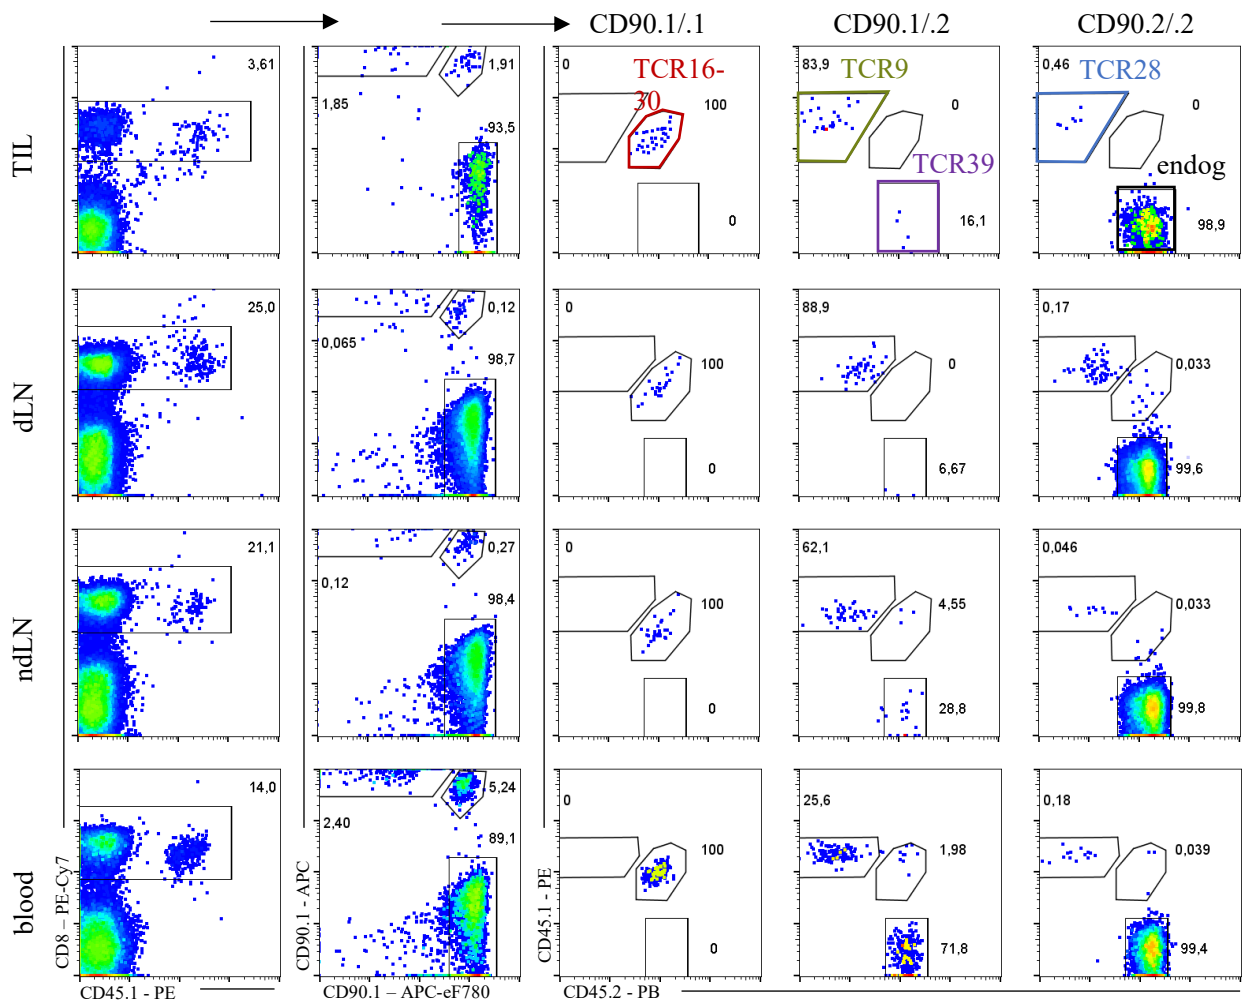 CD90.1/.1
CD90.1/.2
CD90.2/.2
TIL
3,61
1,91
1,85
93,5
0
TCR16-
30
100
0
83,9
TCR9
0
TCR39
16,1
0,46
TCR28
0
endog
98,9
dLN
25,0
0,12
0,065
98,7
0
100
0
88,9
0
6,67
0,17
0,033
99,6
ndLN
21,1
0,27
0,12
98,4
0
100
0
62,1
4,55
28,8
0,046
0,033
99,8
blood
14,0
5,24
2,40
89,1
0
100
0
25,6
1,98
71,8
0,18
0,039
99,4
CD8 – PE-Cy7
CD90.1 - APC
CD45.1 - PE
CD45.1 - PE
CD90.1 – APC-eF780
CD45.2 - PB